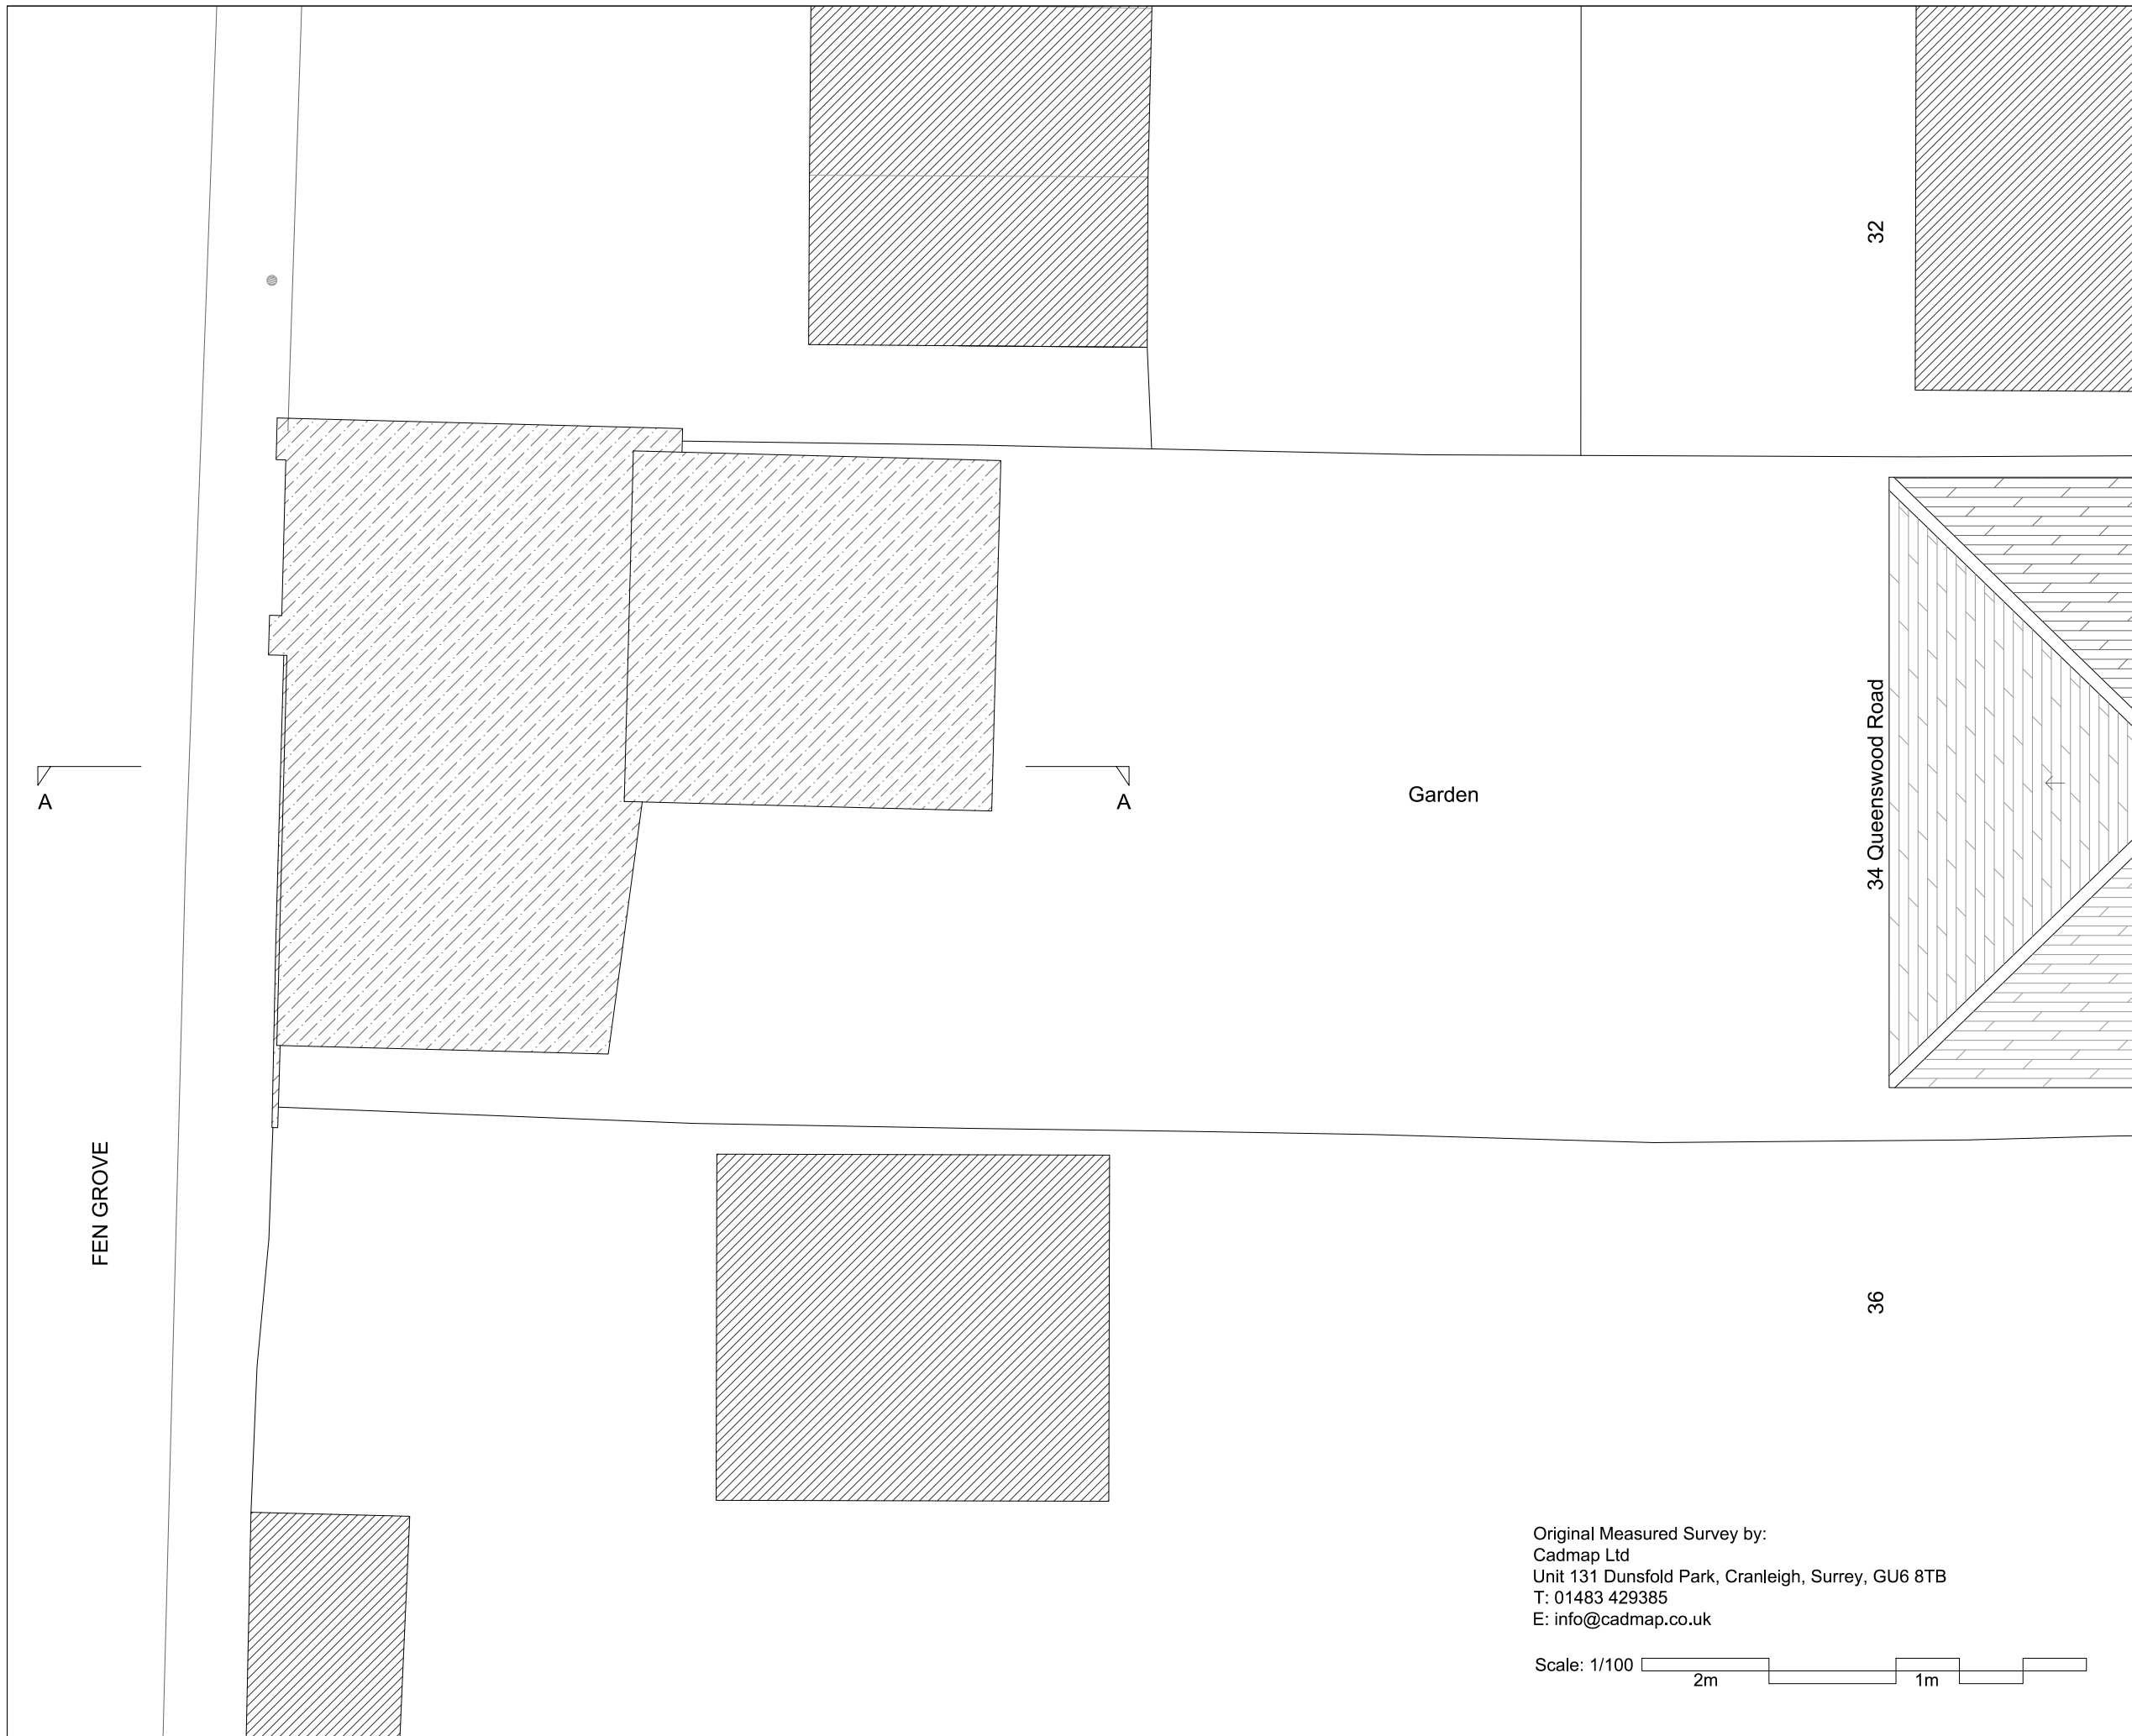 32
34 Queenswood Road
A
A
Garden
FEN GROVE
36
Original Measured Survey by:
Cadmap Ltd
Unit 131 Dunsfold Park, Cranleigh, Surrey, GU6 8TB
T: 01483 429385
E: info@cadmap.co.uk
Scale: 1/100
2m
1m